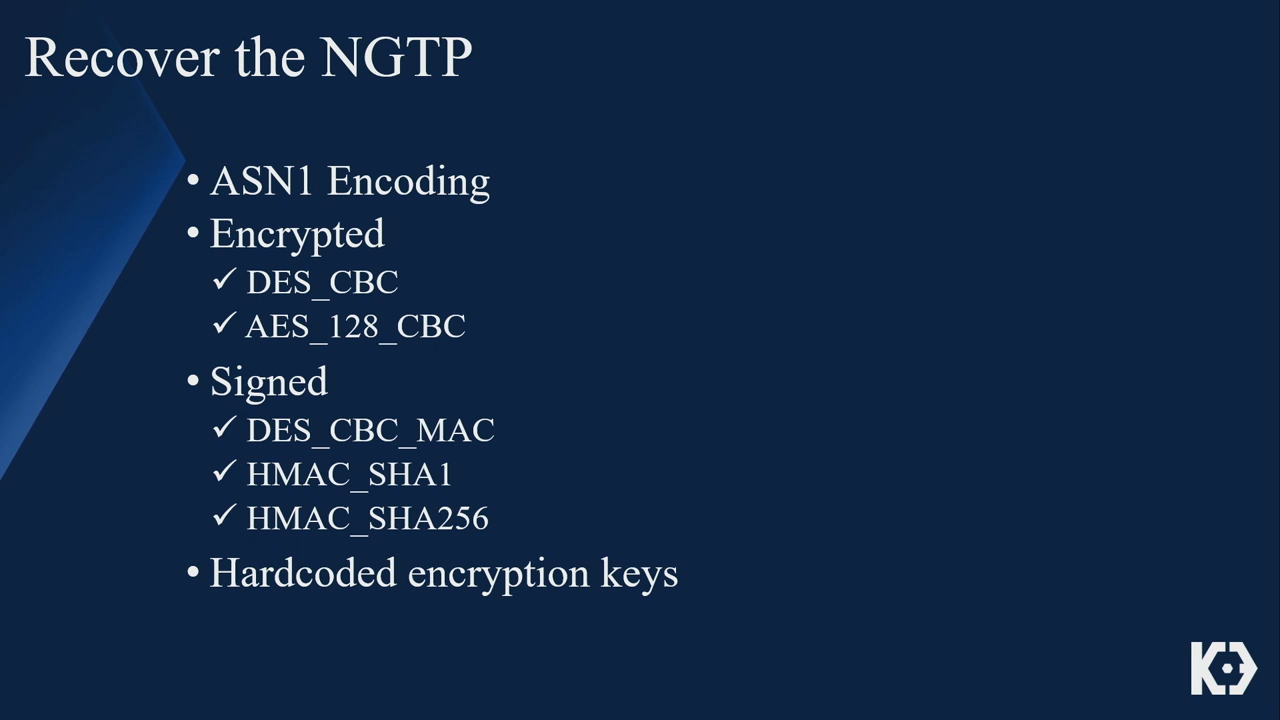 Recover the NGTP
• ASN1 Encoding
• Encrypted
✓ DES_CBC
✓ AES_128_CBC
• Signed
✓ DES_CBC_MAC
✓ HMAC_SHA1
✓ HMAC_SHA256
• Hardcoded encryption keys